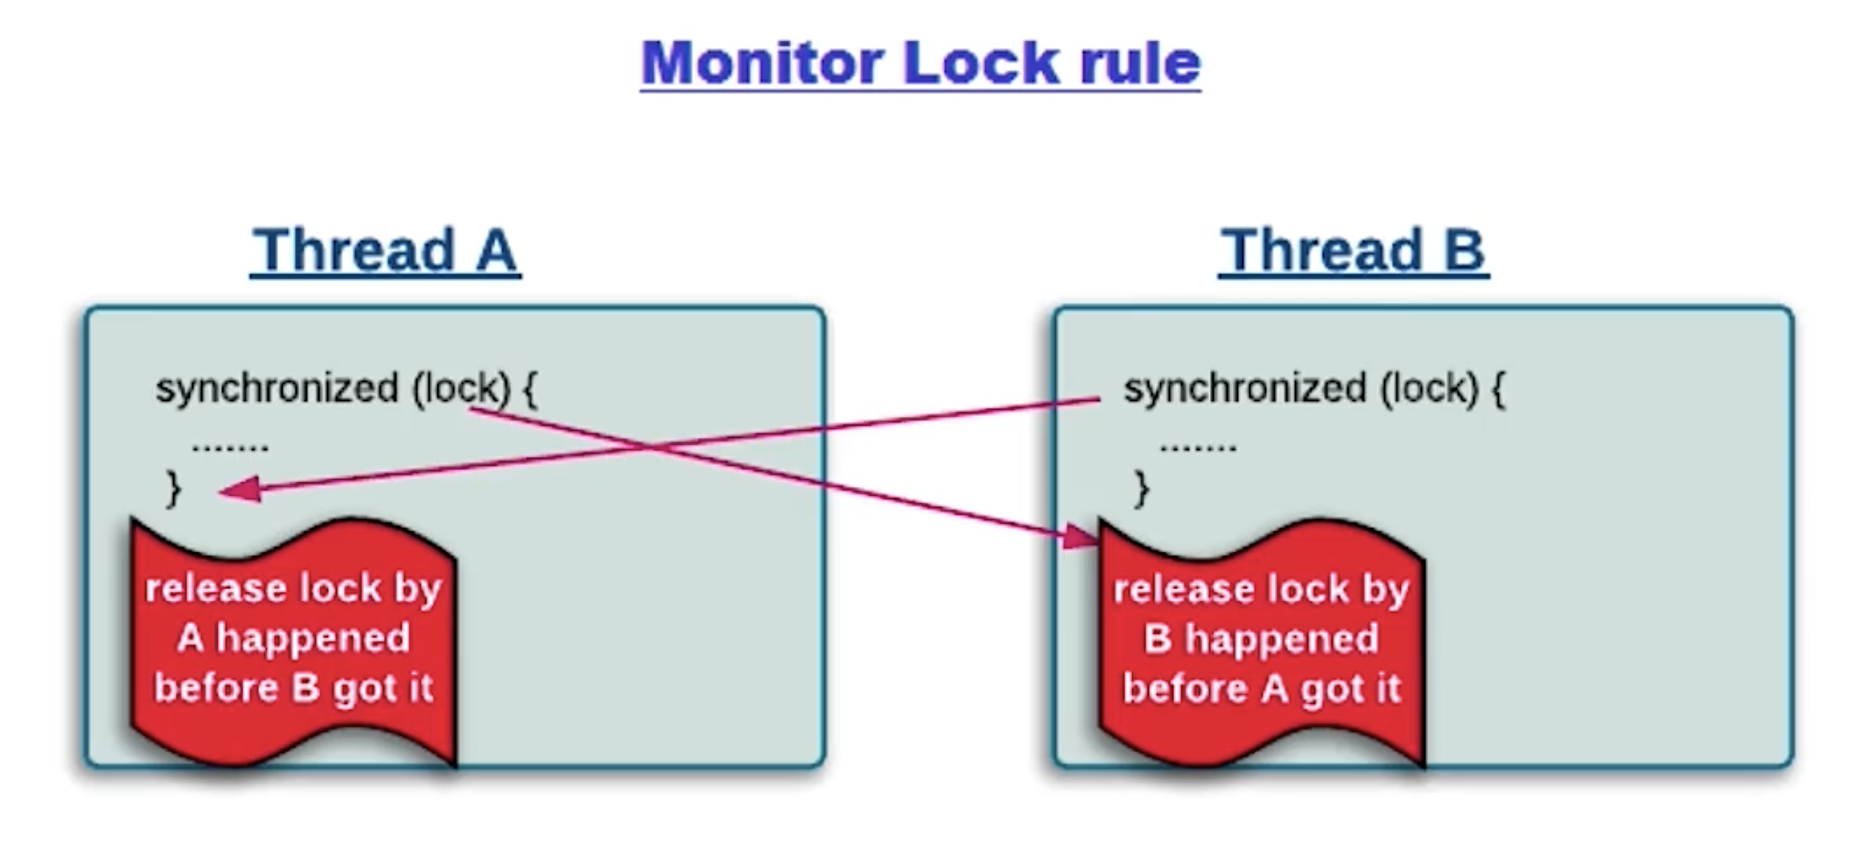 Monitor Lock rule
Thread A
synchronized (lock) {
.......
}
release lock by
A happened
before B got it
Thread B
synchronized (lock) {
.......
}
release lock by
B happened
before A got it